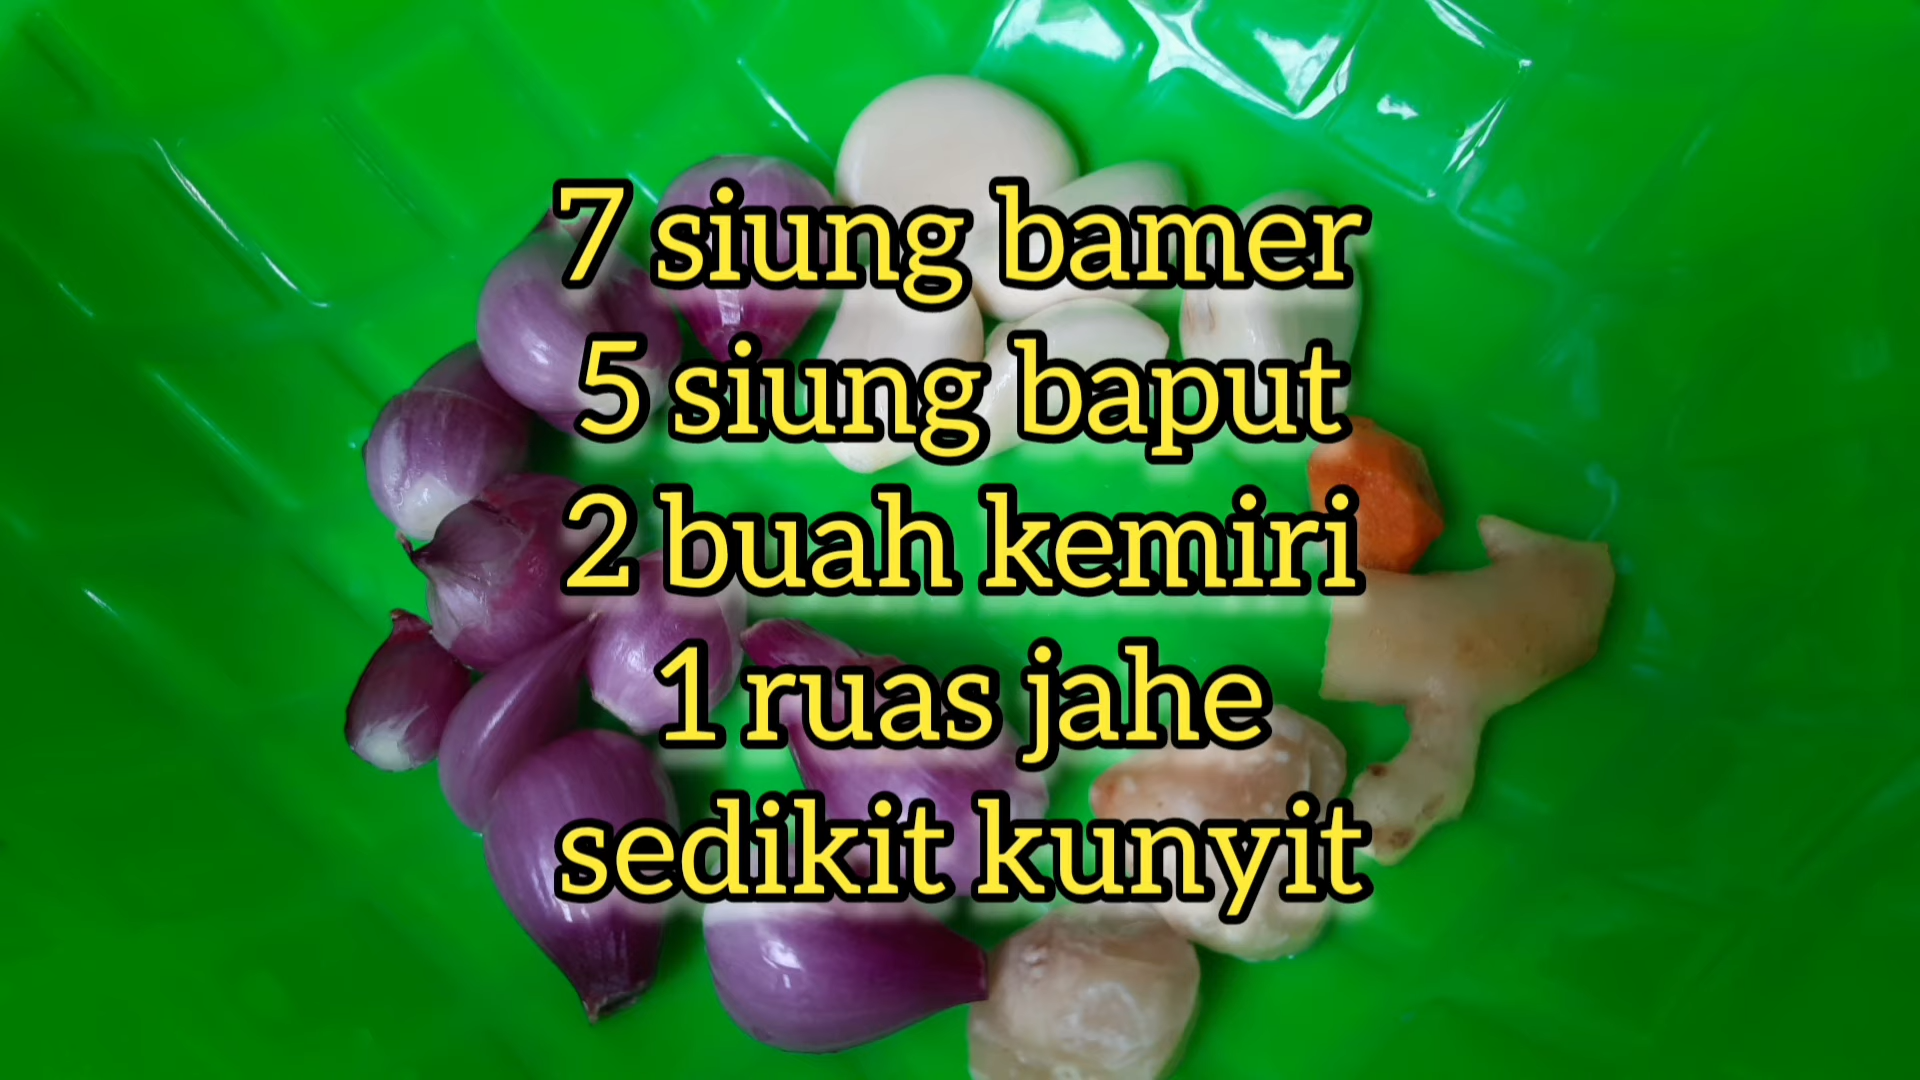 7 siung bamer
5 siung baput
2 buah kemiri
1 ruas jahe
sedikit kunyit